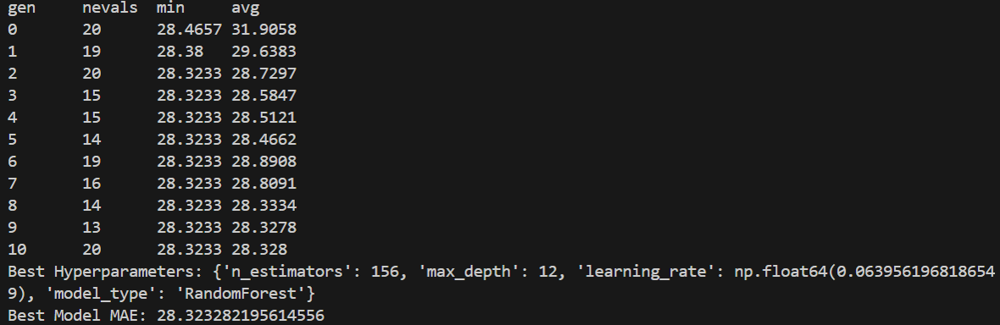 gen     nevals  min     avg
0       20      28.4657 31.9058
1       19      28.38   29.6383
2       20      28.3233 28.7297
3       15      28.3233 28.5847
4       15      28.3233 28.5121
5       14      28.3233 28.4662
6       19      28.3233 28.8908
7       16      28.3233 28.8091
8       14      28.3233 28.3334
9       13      28.3233 28.3278
10      20      28.3233 28.328
Best Hyperparameters: {'n_estimators': 156, 'max_depth': 12, 'learning_rate': np.float64(0.063956196818654
9), 'model_type': 'RandomForest'}
Best Model MAE: 28.323282195614556